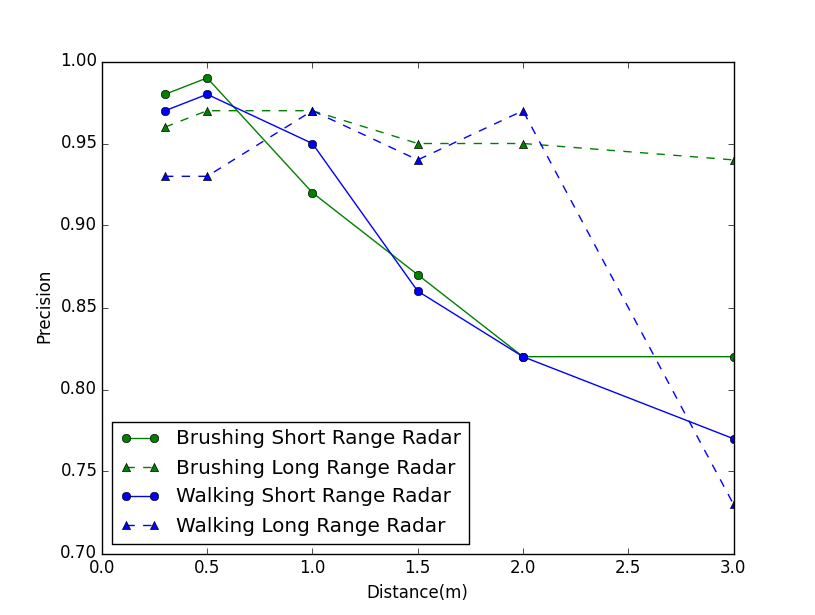 1.00
0.95
0.90
0.85
0.80
0.75
0.70
Precision
Brushing Short Range Radar
Brushing Long Range Radar
Walking Short Range Radar
Walking Long Range Radar
0.0 0.5 1.0 1.5 2.0 2.5 3.0
Distance(m)